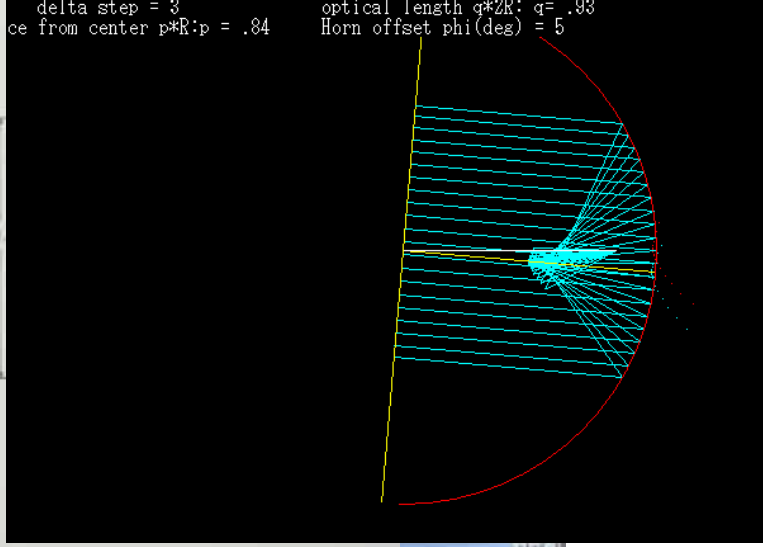 delta step = 3 optical length q*2R: q= .93
ce from center p*R:p = .84 Horn offset phi(deg) = 5